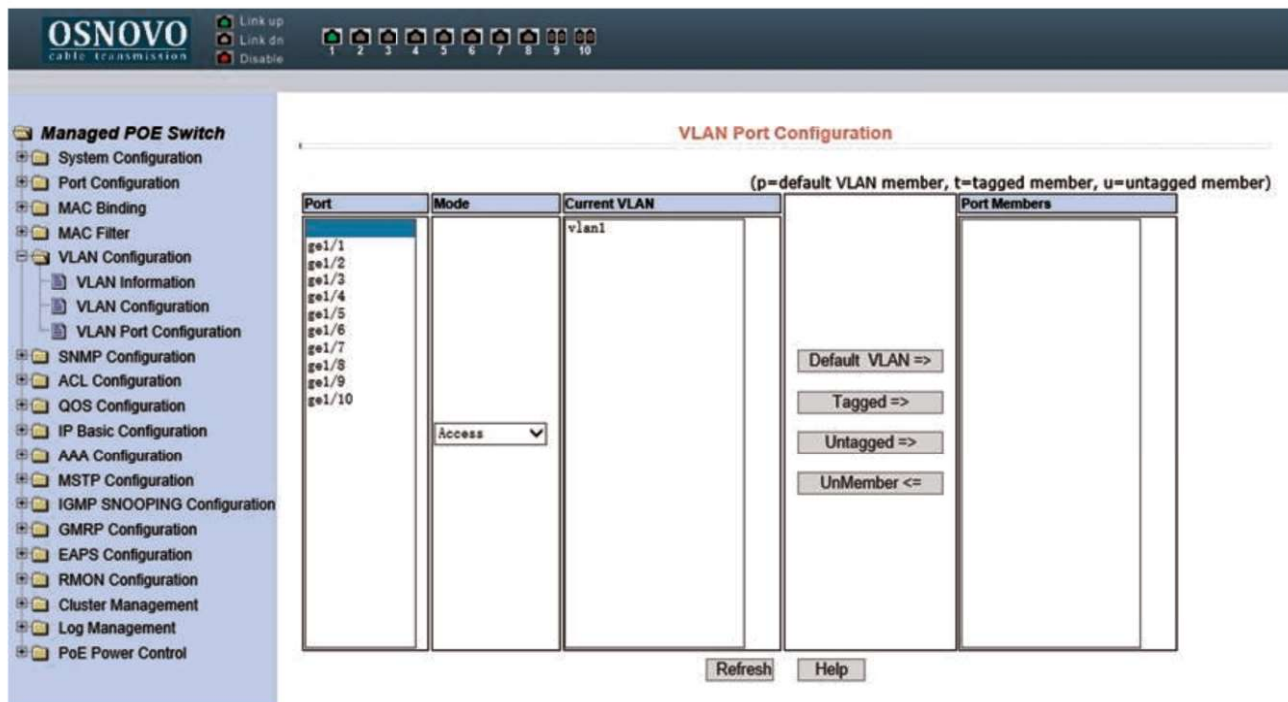 OSNOVO
cable transmission
Link up
Link dn
Disable
1 2 3 4 5 6 7 8 9 10
Managed POE Switch
System Configuration
Port Configuration
MAC Binding
MAC Filter
VLAN Configuration
VLAN Information
VLAN Configuration
VLAN Port Configuration
SNMP Configuration
ACL Configuration
QOS Configuration
IP Basic Configuration
AAA Configuration
MSTP Configuration
IGMP SNOOPING Configuration
GMRP Configuration
EAPS Configuration
RMON Configuration
Cluster Management
Log Management
PoE Power Control
VLAN Port Configuration
(p=default VLAN member, t=tagged member, u=untagged member)
Port Mode Current VLAN Port Members
ge1/1
ge1/2
ge1/3
ge1/4
ge1/5
ge1/6
ge1/7
ge1/8
ge1/9
ge1/10
Access
vlan1
Default VLAN =>
Tagged =>
Untagged =>
UnMember <=
Refresh Help